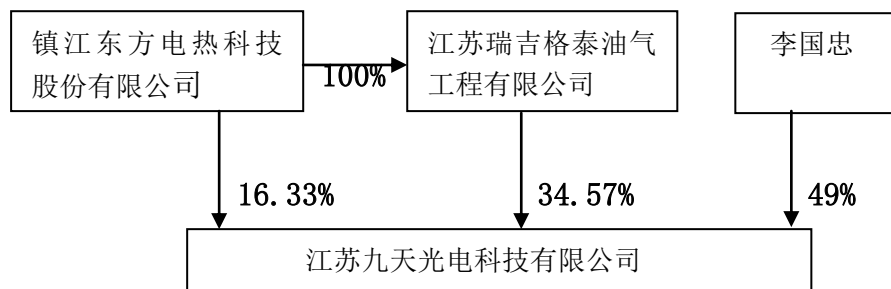 镇江东方电热科技
股份有限公司
100%
江苏瑞吉格泰油气
工程有限公司
李国忠
16.33%
34.57%
49%
江苏九天光电科技有限公司